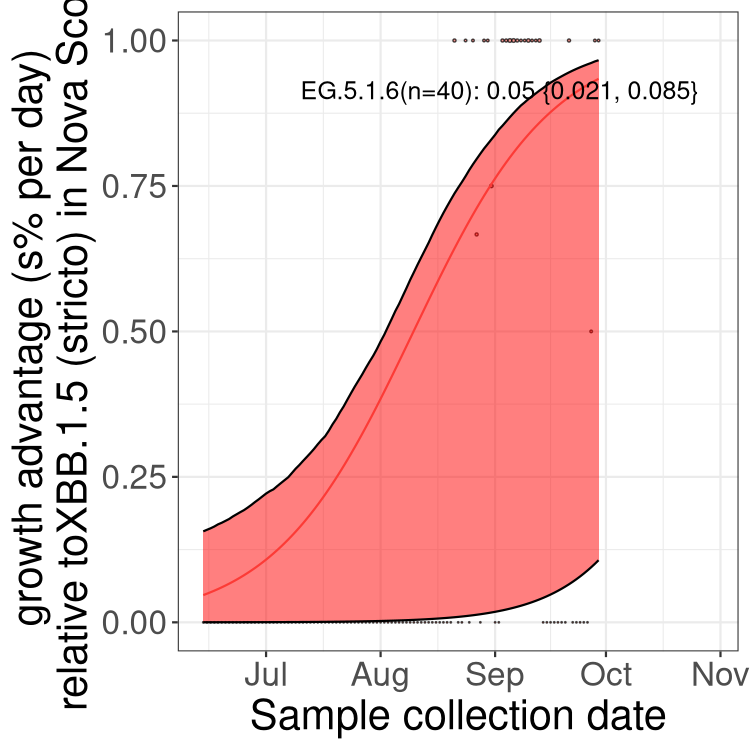 growth advantage (s% per day)
relative toXBB.1.5 (stricto) in Nova Sco
1.00
0.75
0.50
0.25
0.00
EG.5.1.6(n=40): 0.05 {0.021, 0.085}
Jul Aug Sep Oct Nov
Sample collection date